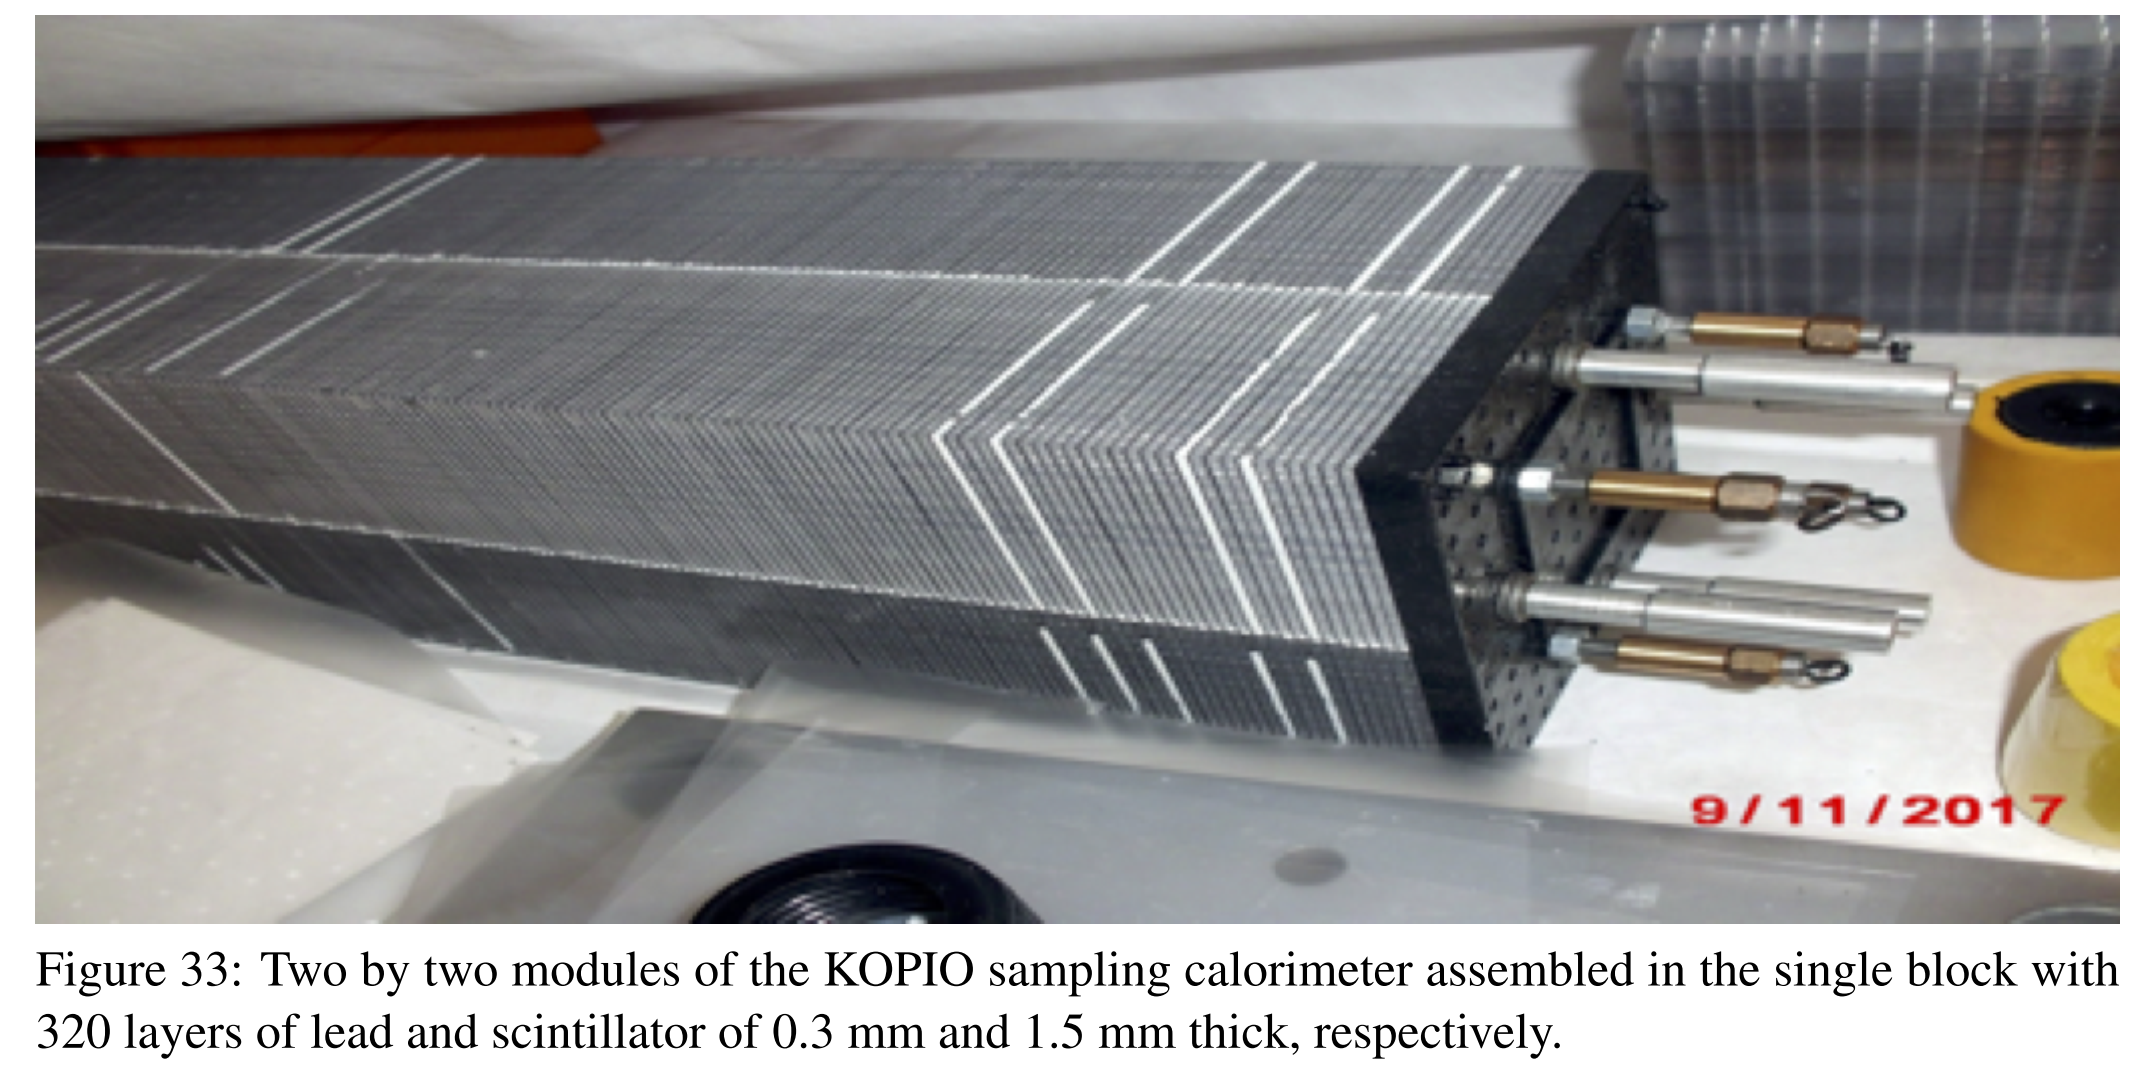 9/11/2017
Figure 33: Two by two modules of the KOPIO sampling calorimeter assembled in the single block with
320 layers of lead and scintillator of 0.3 mm and 1.5 mm thick, respectively.